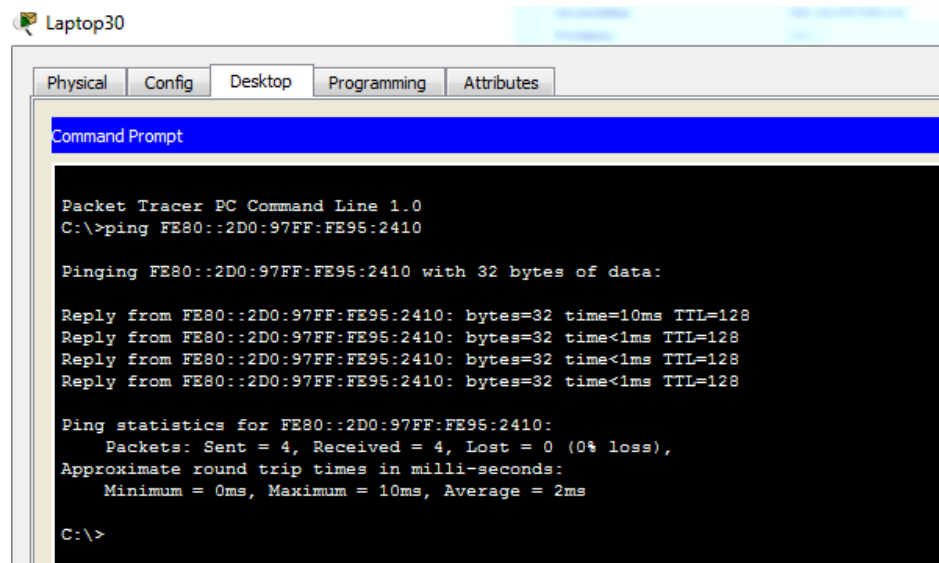 Laptop30
Physical Config Desktop Programming Attributes
Command Prompt
Packet Tracer PC Command Line 1.0
C:\>ping FE80::2D0:97FF:FE95:2410
Pinging FE80::2D0:97FF:FE95:2410 with 32 bytes of data:
Reply from FE80::2D0:97FF:FE95:2410: bytes=32 time=10ms TTL=128
Reply from FE80::2D0:97FF:FE95:2410: bytes=32 time<1ms TTL=128
Reply from FE80::2D0:97FF:FE95:2410: bytes=32 time<1ms TTL=128
Reply from FE80::2D0:97FF:FE95:2410: bytes=32 time<1ms TTL=128
Ping statistics for FE80::2D0:97FF:FE95:2410:
Packets: Sent = 4, Received = 4, Lost = 0 (0% loss),
Approximate round trip times in milli-seconds:
Minimum = 0ms, Maximum = 10ms, Average = 2ms
C:\>